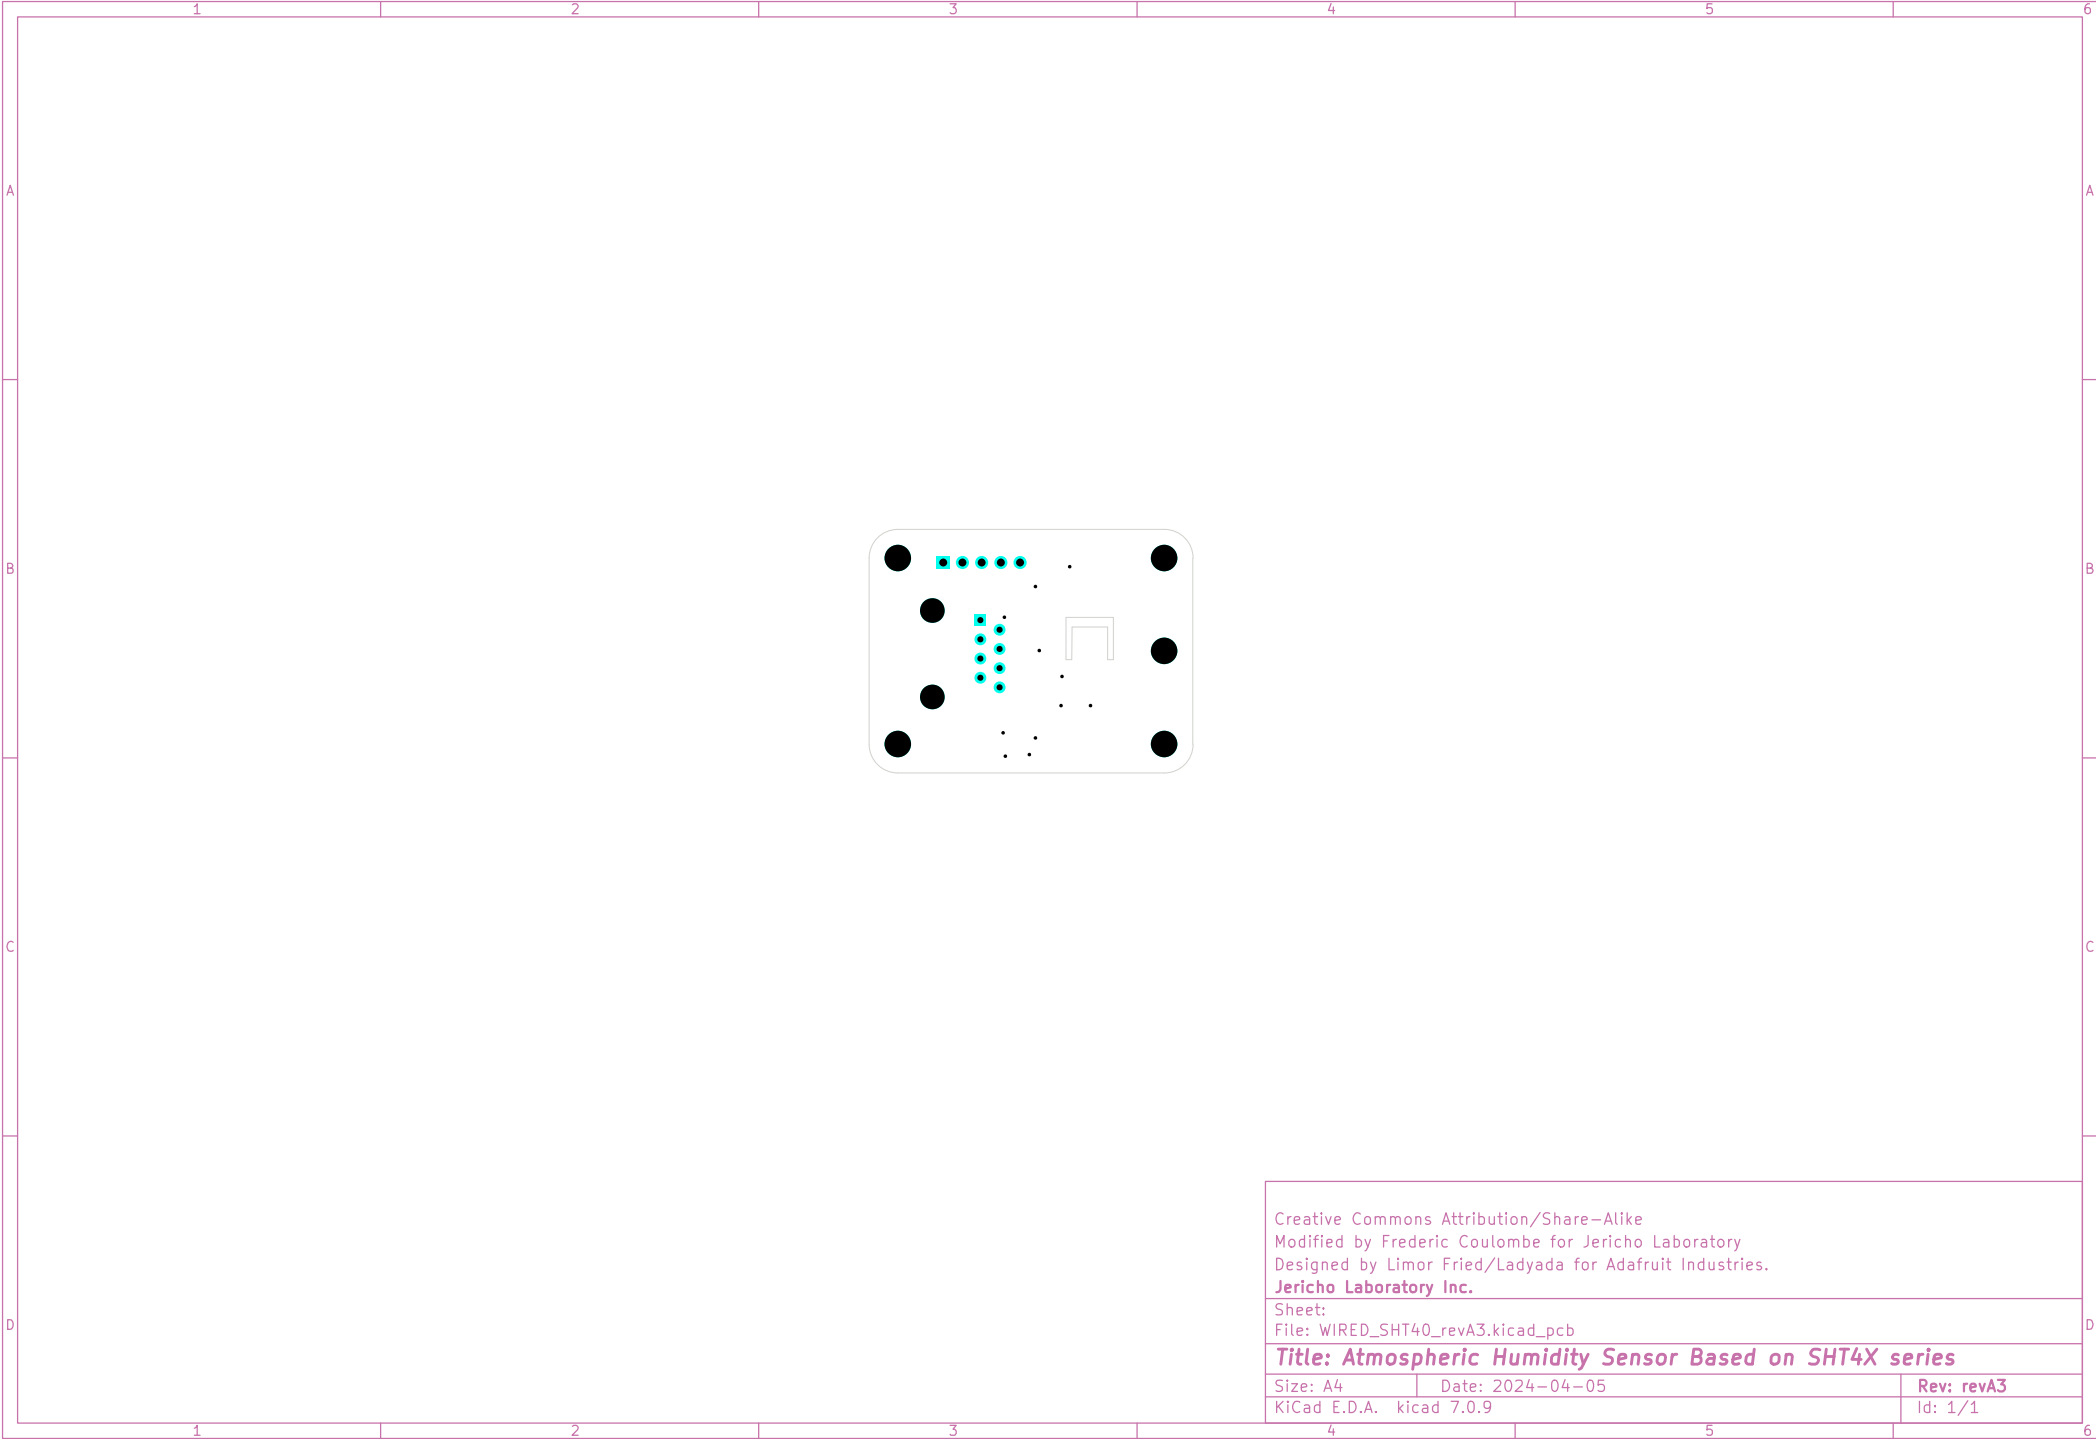 1 2 3 4 5 6
A A
B B
C C
Creative Commons Attribution/Share-Alike
Modified by Frederic Coulombe for Jericho Laboratory
Designed by Limor Fried/Ladyada for Adafruit Industries.
Jericho Laboratory Inc.
Sheet:
D D
File: WIRED_SHT40_revA3.kicad_pcb
Title: Atmospheric Humidity Sensor Based on SHT4X series
Size: A4 Date: 2024-04-05 Rev: revA3
KiCad E.D.A. kicad 7.0.9 Id: 1/1
1 2 3 4 5 6